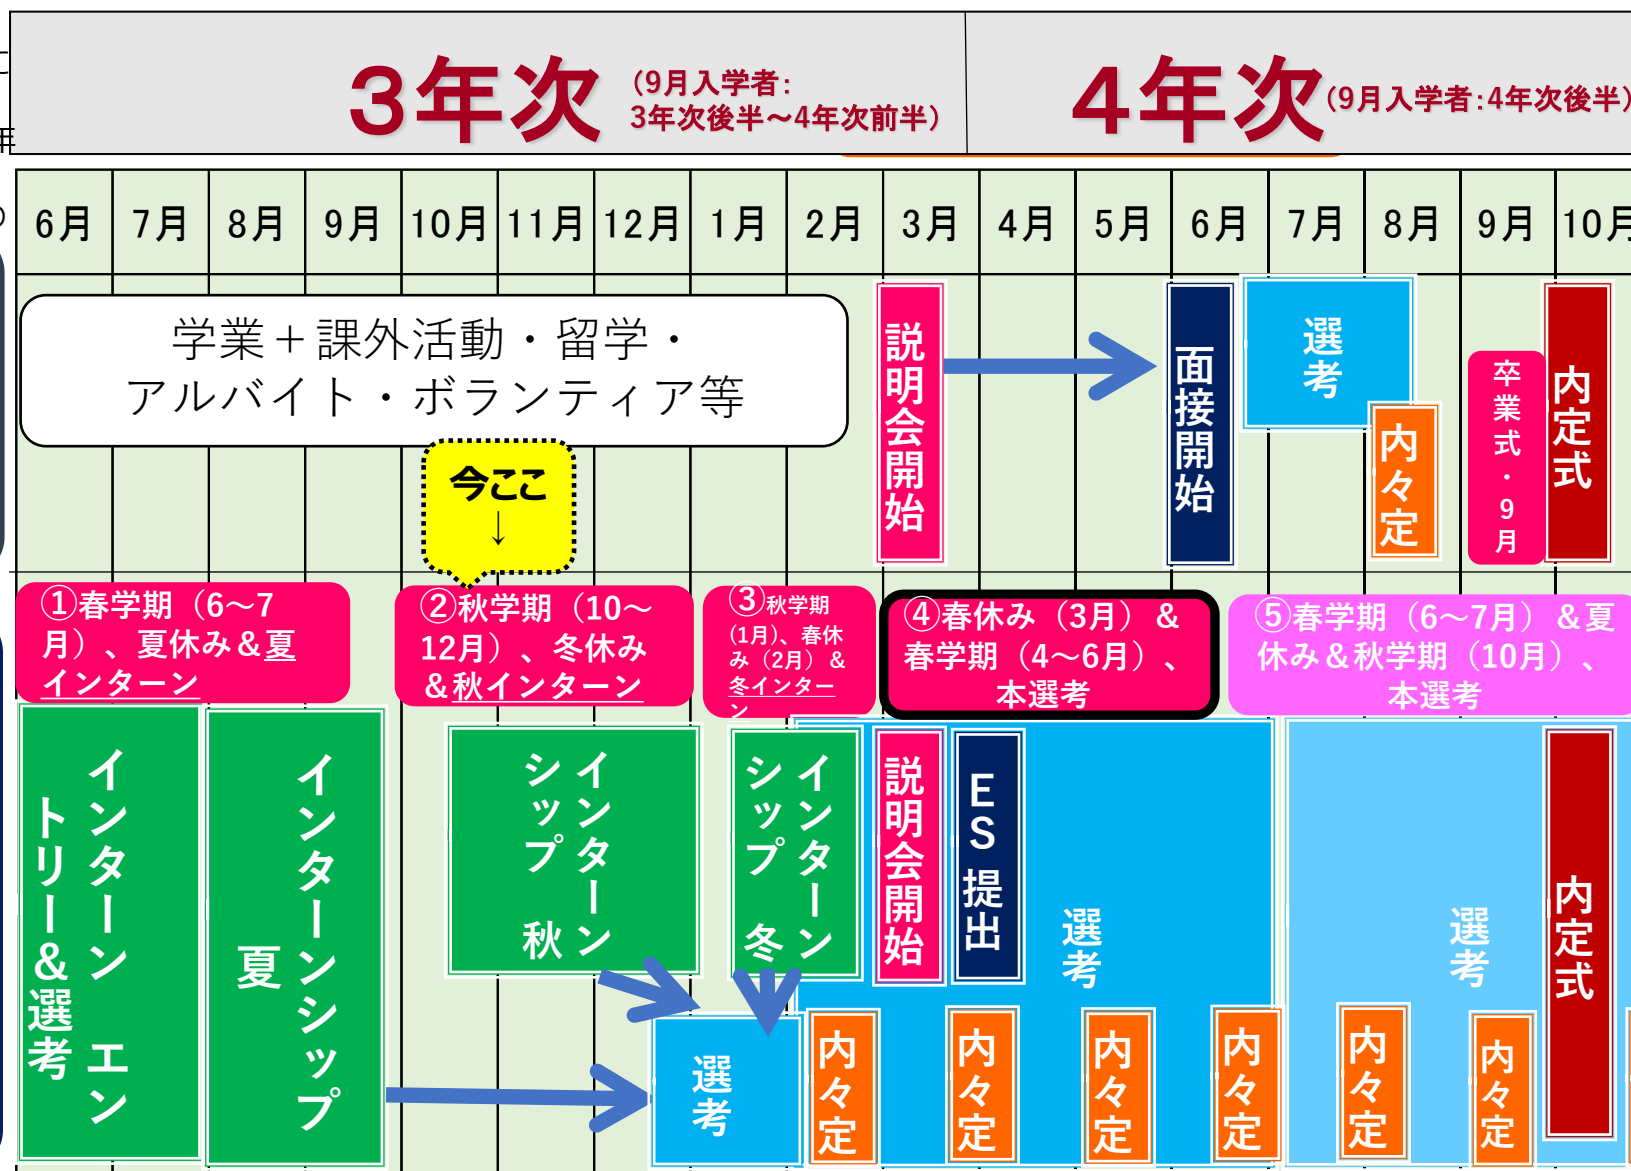 3年次
(9月入学者:
3年次後半～4年次前半)
4年次
(9月入学者:4年次後半)
6月
7月
8月
9月
10月
11月
12月
1月
2月
3月
4月
5月
6月
7月
8月
9月
10月
学業＋課外活動・留学・
アルバイト・ボランティア等
今ここ
↓
説明会開始
面接開始
選考
内々定
卒業式・9月
内定式
①春学期（6～7
月）、夏休み＆夏
インターン
②秋学期（10～
12月）、冬休み
＆秋インターン
③秋学期
(1月)、春休
み（2月）＆
冬インター
ン
④春休み（3月）＆
春学期（4～6月）、
本選考
⑤春学期（6～7月）＆夏
休み＆秋学期（10月）、
本選考
インターン エン
トリー＆選考
インターンシップ
夏
インターン
シップ 秋
インターン
シップ 冬
説明会開始
ES提出
選考
選考
内定式
選考
内々定
内々定
内々定
内々定
内々定
内々定